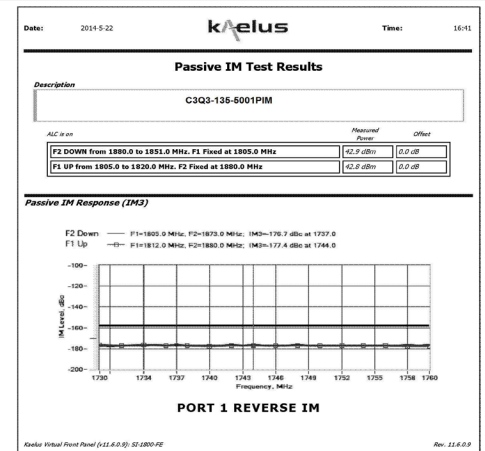 Date: 2014-5-22 kaelus Time: 16:41
Passive IM Test Results
Description
C3Q3-135-5001PIM
ALC is on Measured Power Offset
F2 DOWN from 1880.0 to 1851.0 MHz. F1 Fixed at 1805.0 MHz 42.9 dBm 0.0 dB
F1 UP from 1805.0 to 1820.0 MHz. F2 Fixed at 1880.0 MHz 42.8 dBm 0.0 dB
Passive IM Response (IM3)
F2 Down F1=1805.0 MHz, F2=1873.0 MHz; IM3=-176.7 dBc at 1737.0
F1 Up F1=1812.0 MHz, F2=1880.0 MHz; IM3=-177.4 dBc at 1744.0
-100-
-120-
-140-
-160-
-180-
-200-
IM Level, dBc
1730 1734 1737 1740 1743 1746 1749 1752 1755 1758 1760
Frequency, MHz
PORT 1 REVERSE IM
Kaelus Virtual Front Panel (v11.6.0.9): SI-1800-FE Rev. 11.6.0.9